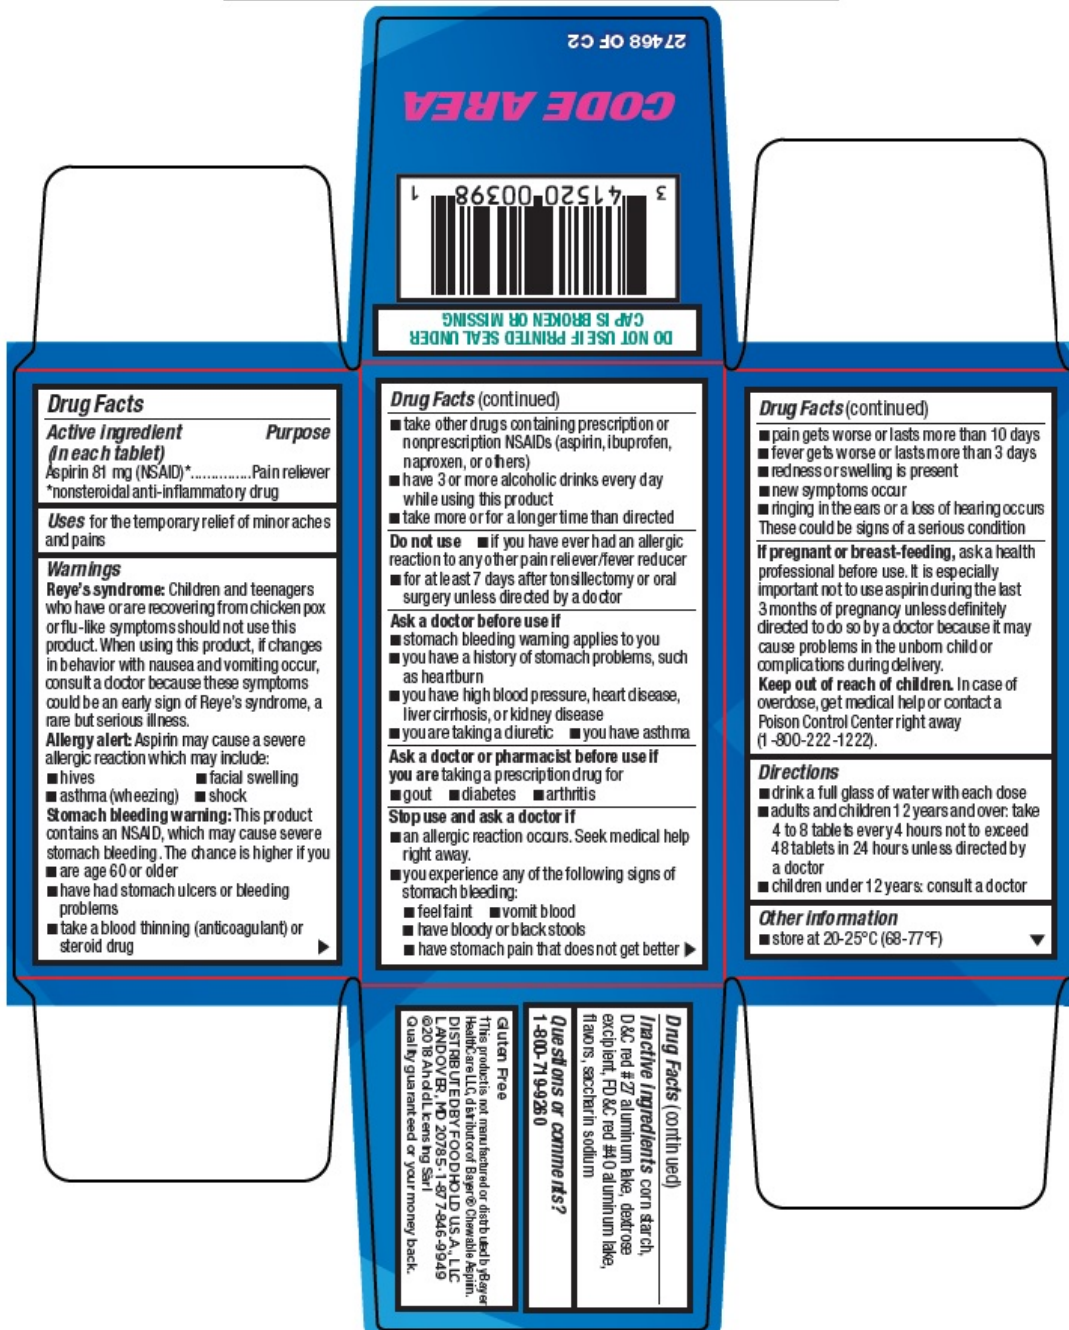 27468 OF C2
CODE AREA
3 41520 00398 1
DO NOT USE IF PRINTED SEAL UNDER
CAP IS BROKEN OR MISSING
Drug Facts
Active ingredient Purpose
(in each tablet)
Aspirin 81 mg (NSAID)*..............Pain reliever
*nonsteroidal anti-inflammatory drug
Uses for the temporary relief of minor aches
and pains
Warnings
Reye's syndrome: Children and teenagers
who have or are recovering from chicken pox
or flu-like symptoms should not use this
product. When using this product, if changes
in behavior with nausea and vomiting occur,
consult a doctor because these symptoms
could be an early sign of Reye's syndrome, a
rare but serious illness.
Allergy alert: Aspirin may cause a severe
allergic reaction which may include:
■ hives ■ facial swelling
■ asthma (wheezing) ■ shock
Stomach bleeding warning: This product
contains an NSAID, which may cause severe
stomach bleeding. The chance is higher if you
■ are age 60 or older
■ have had stomach ulcers or bleeding
problems
■ take a blood thinning (anticoagulant) or
steroid drug
Drug Facts (continued)
■ take other drugs containing prescription or
nonprescription NSAIDs (aspirin, ibuprofen,
naproxen, or others)
■ have 3 or more alcoholic drinks every day
while using this product
■ take more or for a longer time than directed
Do not use ■ if you have ever had an allergic
reaction to any other pain reliever/fever reducer
■ for at least 7 days after tonsillectomy or oral
surgery unless directed by a doctor
Ask a doctor before use if
■ stomach bleeding warning applies to you
■ you have a history of stomach problems, such
as heartburn
■ you have high blood pressure, heart disease,
liver cirrhosis, or kidney disease
■ you are taking a diuretic ■ you have asthma
Ask a doctor or pharmacist before use if
you are taking a prescription drug for
■ gout ■ diabetes ■ arthritis
Stop use and ask a doctor if
■ an allergic reaction occurs. Seek medical help
right away.
■ you experience any of the following signs of
stomach bleeding:
■ feel faint ■ vomit blood
■ have bloody or black stools
■ have stomach pain that does not get better
Drug Facts (continued)
■ pain gets worse or lasts more than 10 days
■ fever gets worse or lasts more than 3 days
■ redness or swelling is present
■ new symptoms occur
■ ringing in the ears or a loss of hearing occurs
These could be signs of a serious condition
If pregnant or breast-feeding, ask a health
professional before use. It is especially
important not to use aspirin during the last
3 months of pregnancy unless definitely
directed to do so by a doctor because it may
cause problems in the unborn child or
complications during delivery.
Keep out of reach of children. In case of
overdose, get medical help or contact a
Poison Control Center right away
(1-800-222-1222).
Directions
■ drink a full glass of water with each dose
■ adults and children 12 years and over: take
4 to 8 tablets every 4 hours not to exceed
48 tablets in 24 hours unless directed by
a doctor
■ children under 12 years: consult a doctor
Other information
■ store at 20-25°C (68-77°F)
Drug Facts (continued)
Inactive ingredients corn starch,
D&C red #27 aluminum lake, dextrose
excipient, FD&C red #40 aluminum lake,
flavors, saccharin sodium
Questions or comments?
1-800-719-9260
Gluten Free
†This product is not manufactured or distributed by Bayer
HealthCare LLC, distributor of Bayer® Chewable Aspirin.
DISTRIBUTED BY FOODHOLD U.S.A., LLC
LANDOVER, MD 20785 · 1-877-846-9949
©2018 Ahold Licensing Sàrl
Quality guaranteed or your money back.